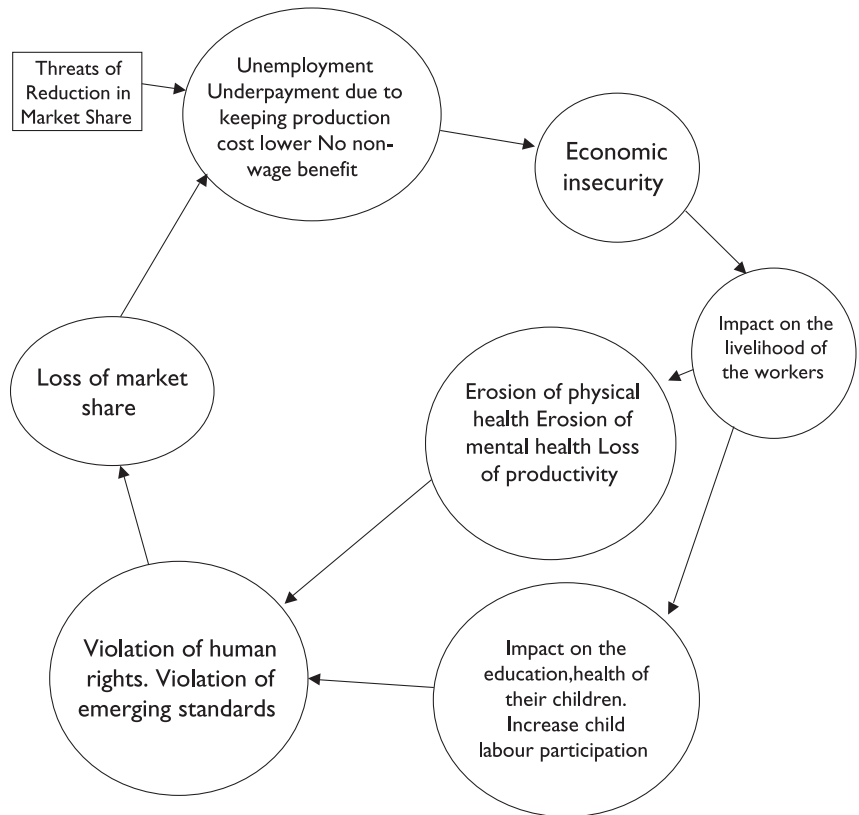 Threats of
Reduction in
Market Share
Unemployment
Underpayment due to
keeping production
cost lower No non-
wage benefit
Economic
insecurity
Impact on the
livelihood of
the workers
Erosion of physical
health Erosion of
mental health Loss
of productivity
Impact on the
education,health of
their children.
Increase child
labour participation
Violation of human
rights. Violation of
emerging standards
Loss of market
share